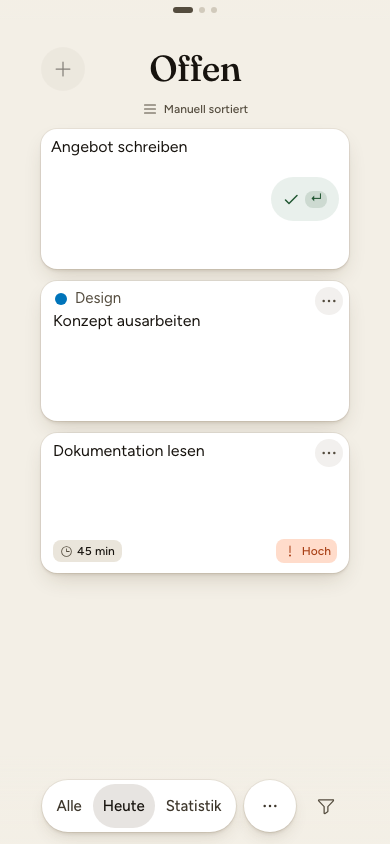 Offen
Manuell sortiert
Angebot schreiben
Design
Konzept ausarbeiten
Dokumentation lesen
45 min
Hoch
Alle
Heute
Statistik